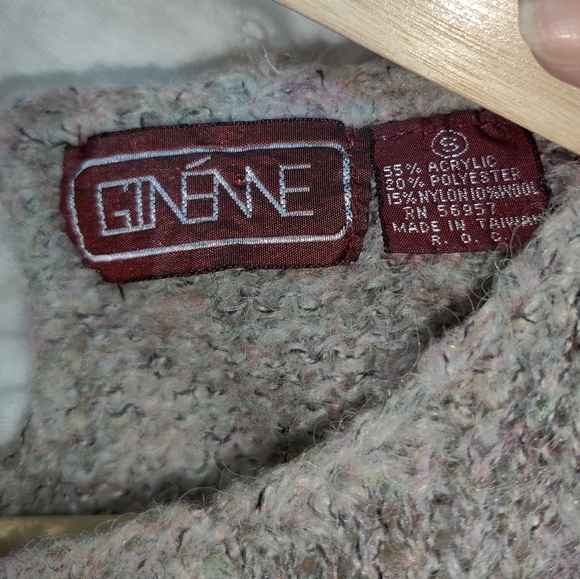 GINÉNNE
S
55% ACRYLIC
20% POLYESTER
15% NYLON 10% WOOL
RN 56957
MADE IN TAIWAN
R. O. C.